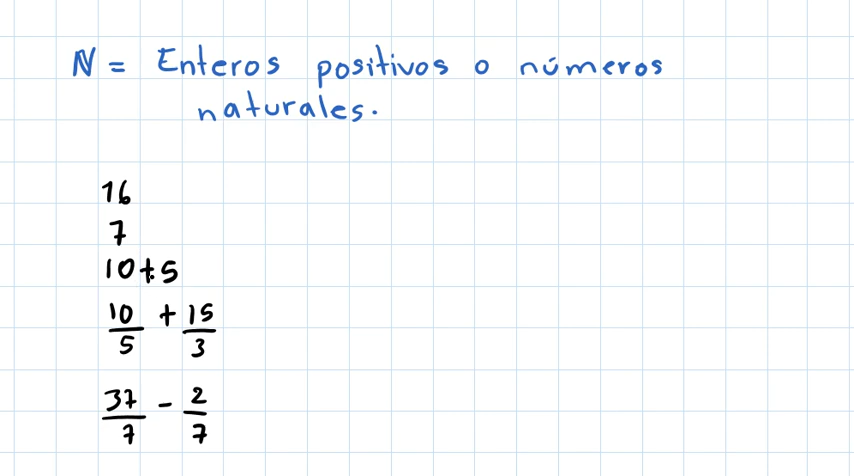 ℕ = Enteros positivos o números
naturales.
16
7
10+5
10/5 + 15/3
37/7 - 2/7